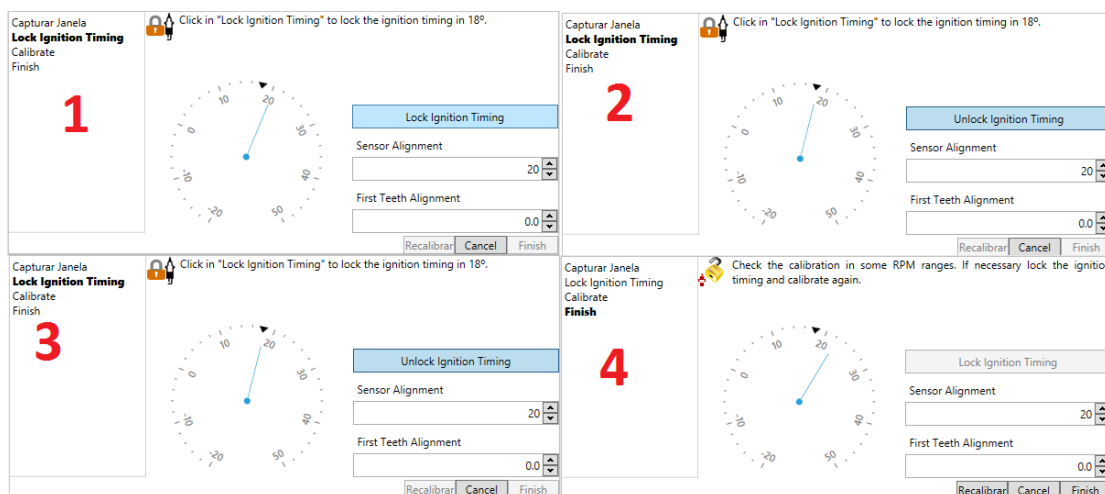 Capturar Janela
Lock Ignition Timing
Calibrate
Finish
1
Click in "Lock Ignition Timing" to lock the ignition timing in 18º.
-20
-10
0
10
20
30
40
50
Lock Ignition Timing
Sensor Alignment
20
First Teeth Alignment
0.0
Recalibrar Cancel Finish
Capturar Janela
Lock Ignition Timing
Calibrate
Finish
2
Click in "Lock Ignition Timing" to lock the ignition timing in 18º.
-20
-10
0
10
20
30
40
50
Unlock Ignition Timing
Sensor Alignment
20
First Teeth Alignment
0.0
Recalibrar Cancel Finish
Capturar Janela
Lock Ignition Timing
Calibrate
Finish
3
Click in "Lock Ignition Timing" to lock the ignition timing in 18º.
-20
-10
0
10
20
30
40
50
Unlock Ignition Timing
Sensor Alignment
20
First Teeth Alignment
0.0
Recalibrar Cancel Finish
Capturar Janela
Lock Ignition Timing
Calibrate
Finish
4
Check the calibration in some RPM ranges. If necessary lock the ignitio
timing and calibrate again.
-20
-10
0
10
20
30
40
50
Lock Ignition Timing
Sensor Alignment
20
First Teeth Alignment
0.0
Recalibrar Cancel Finish